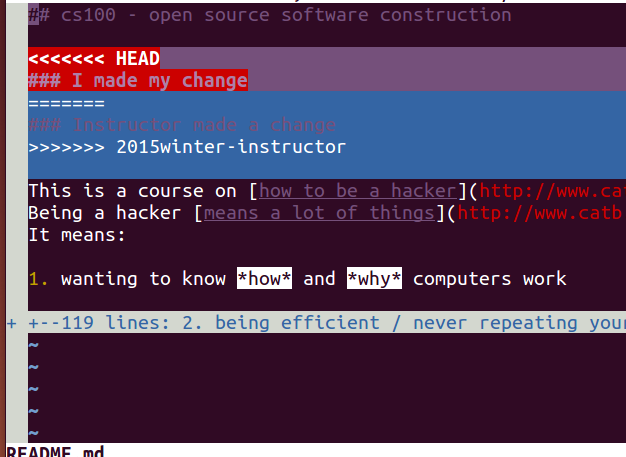 ## cs100 - open source software construction
<<<<<<< HEAD
### I made my change
=======
### Instructor made a change
>>>>>>> 2015winter-instructor
This is a course on [how to be a hacker](http://www.cat
Being a hacker [means a lot of things](http://www.catb
It means:
1. wanting to know *how* and *why* computers work
+ +--119 lines: 2. being efficient / never repeating your
~
~
~
~
~
README.md